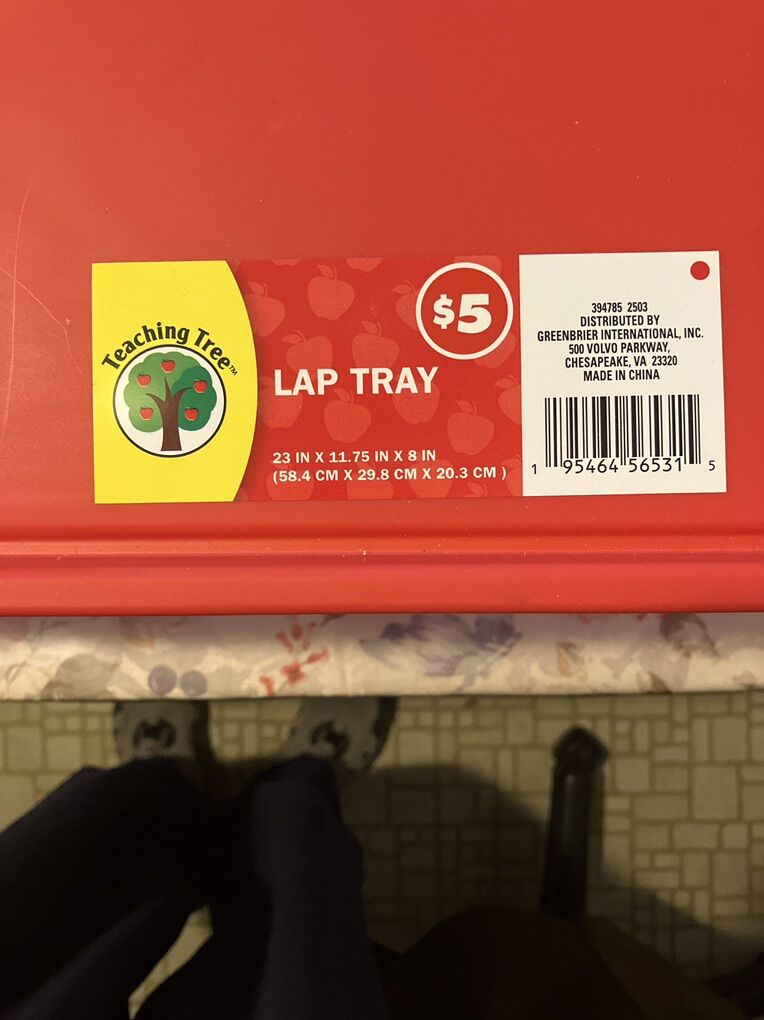 Teaching Tree™
$5
LAP TRAY
23 IN X 11.75 IN X 8 IN
(58.4 CM X 29.8 CM X 20.3 CM )
394785 2503
DISTRIBUTED BY
GREENBRIER INTERNATIONAL, INC.
500 VOLVO PARKWAY,
CHESAPEAKE, VA 23320
MADE IN CHINA
1 95464 56531 5